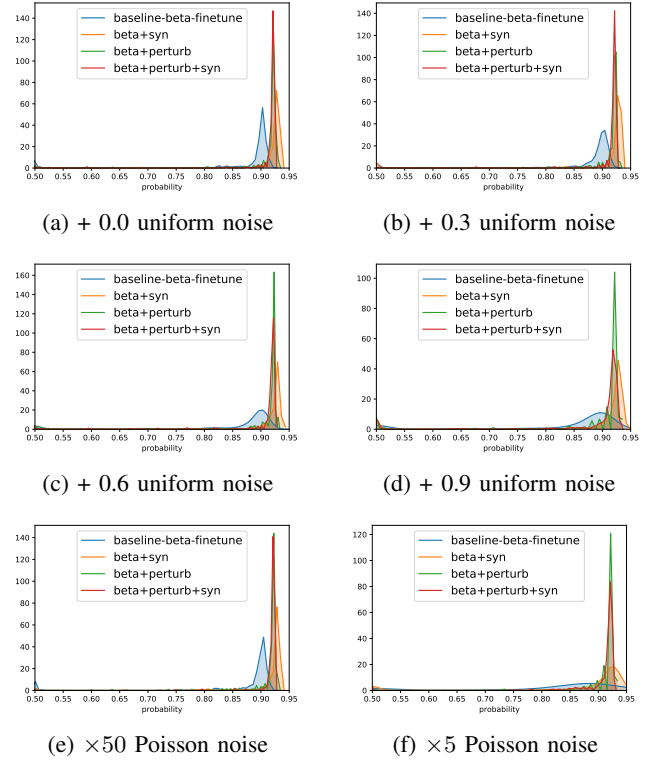 140
120
100
80
60
40
20
0
baseline-beta-finetune
beta+syn
beta+perturb
beta+perturb+syn
0.50 0.55 0.60 0.65 0.70 0.75 0.80 0.85 0.90 0.95
probability
(a) + 0.0 uniform noise
140
120
100
80
60
40
20
0
baseline-beta-finetune
beta+syn
beta+perturb
beta+perturb+syn
0.50 0.55 0.60 0.65 0.70 0.75 0.80 0.85 0.90 0.95
probability
(b) + 0.3 uniform noise
160
140
120
100
80
60
40
20
0
baseline-beta-finetune
beta+syn
beta+perturb
beta+perturb+syn
0.50 0.55 0.60 0.65 0.70 0.75 0.80 0.85 0.90 0.95
probability
(c) + 0.6 uniform noise
100
80
60
40
20
0
baseline-beta-finetune
beta+syn
beta+perturb
beta+perturb+syn
0.50 0.55 0.60 0.65 0.70 0.75 0.80 0.85 0.90 0.95
probability
(d) + 0.9 uniform noise
140
120
100
80
60
40
20
0
baseline-beta-finetune
beta+syn
beta+perturb
beta+perturb+syn
0.50 0.55 0.60 0.65 0.70 0.75 0.80 0.85 0.90 0.95
probability
(e) ×50 Poisson noise
120
100
80
60
40
20
0
baseline-beta-finetune
beta+syn
beta+perturb
beta+perturb+syn
0.50 0.55 0.60 0.65 0.70 0.75 0.80 0.85 0.90 0.95
probability
(f) ×5 Poisson noise